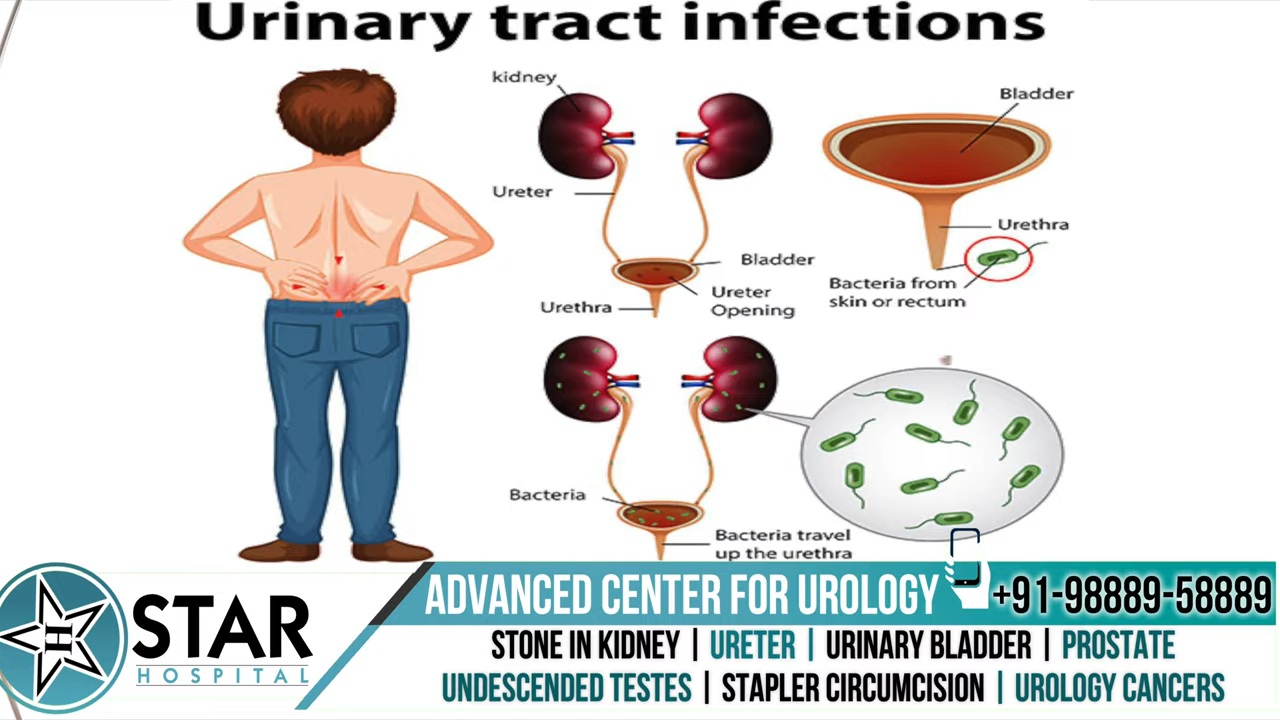 Urinary tract infections
kidney
Ureter
Bladder
Ureter
Opening
Urethra
Bladder
Urethra
Bacteria from
skin or rectum
Bacteria
Bacteria travel
up the urethra
H
STAR
HOSPITAL
ADVANCED CENTER FOR UROLOGY
+91-98889-58889
STONE IN KIDNEY | URETER | URINARY BLADDER | PROSTATE
UNDESCENDED TESTES | STAPLER CIRCUMCISION | UROLOGY CANCERS